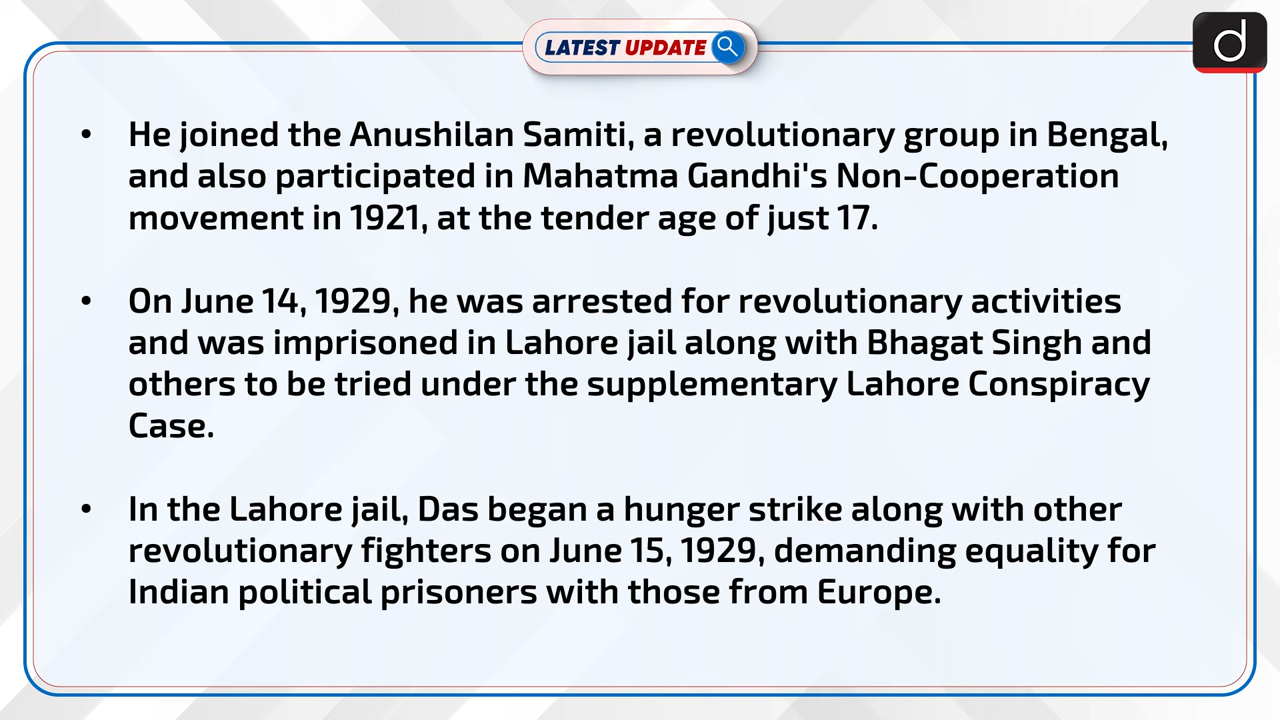 LATEST UPDATE
d
• He joined the Anushilan Samiti, a revolutionary group in Bengal,
and also participated in Mahatma Gandhi's Non-Cooperation
movement in 1921, at the tender age of just 17.
• On June 14, 1929, he was arrested for revolutionary activities
and was imprisoned in Lahore jail along with Bhagat Singh and
others to be tried under the supplementary Lahore Conspiracy
Case.
• In the Lahore jail, Das began a hunger strike along with other
revolutionary fighters on June 15, 1929, demanding equality for
Indian political prisoners with those from Europe.